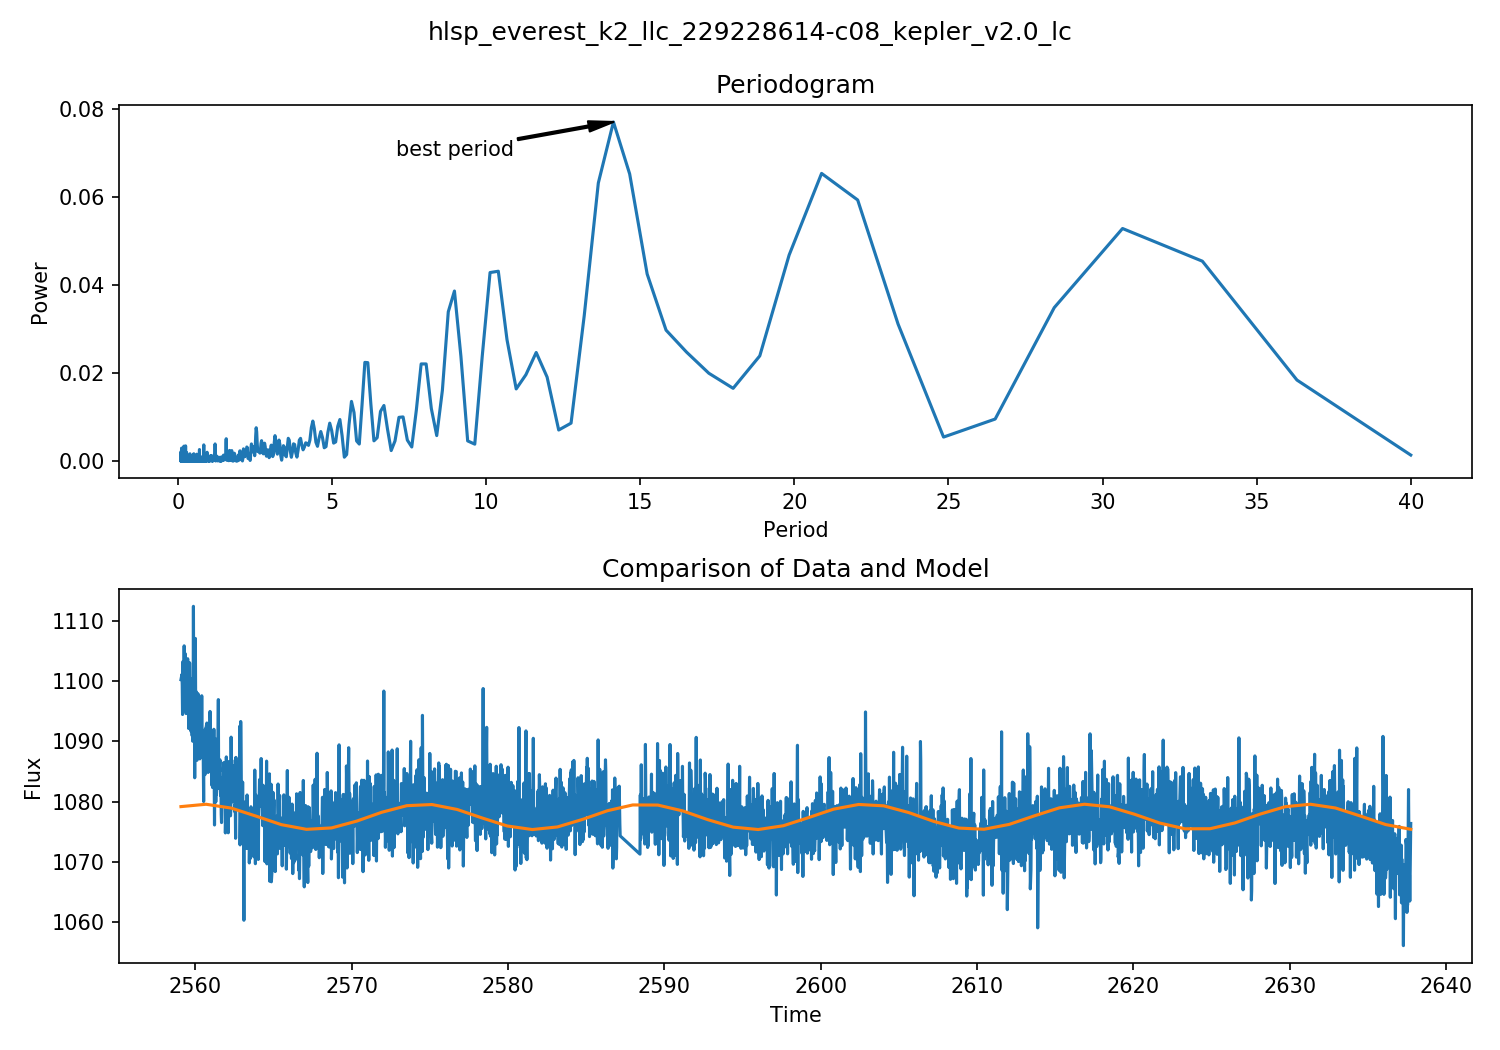 hlsp_everest_k2_llc_229228614-c08_kepler_v2.0_lc
Periodogram
0.08
0.06
0.04
0.02
0.00
Power
best period
0 5 10 15 20 25 30 35 40
Period
Comparison of Data and Model
1110
1100
1090
1080
1070
1060
Flux
2560 2570 2580 2590 2600 2610 2620 2630 2640
Time